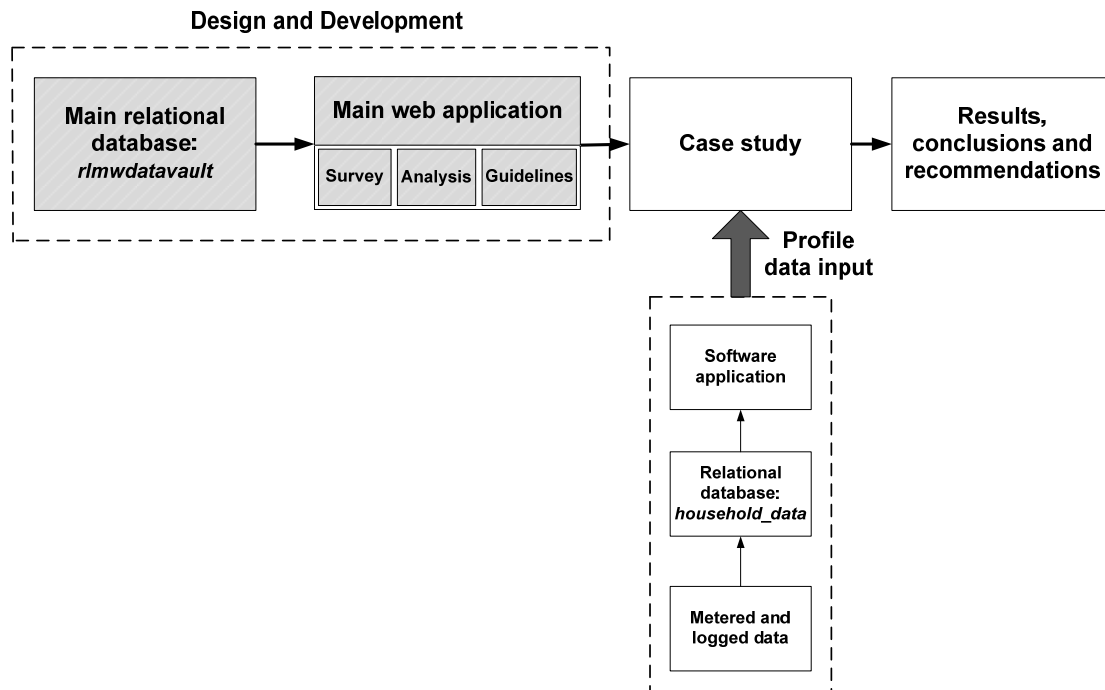 Design and Development
Main relational
database:
rlmwdatavault
Main web application
Survey
Analysis
Guidelines
Case study
Results,
conclusions and
recommendations
Profile
data input
Software
application
Relational
database:
household_data
Metered and
logged data